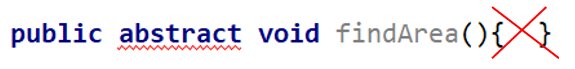 public abstract void findArea(){ }